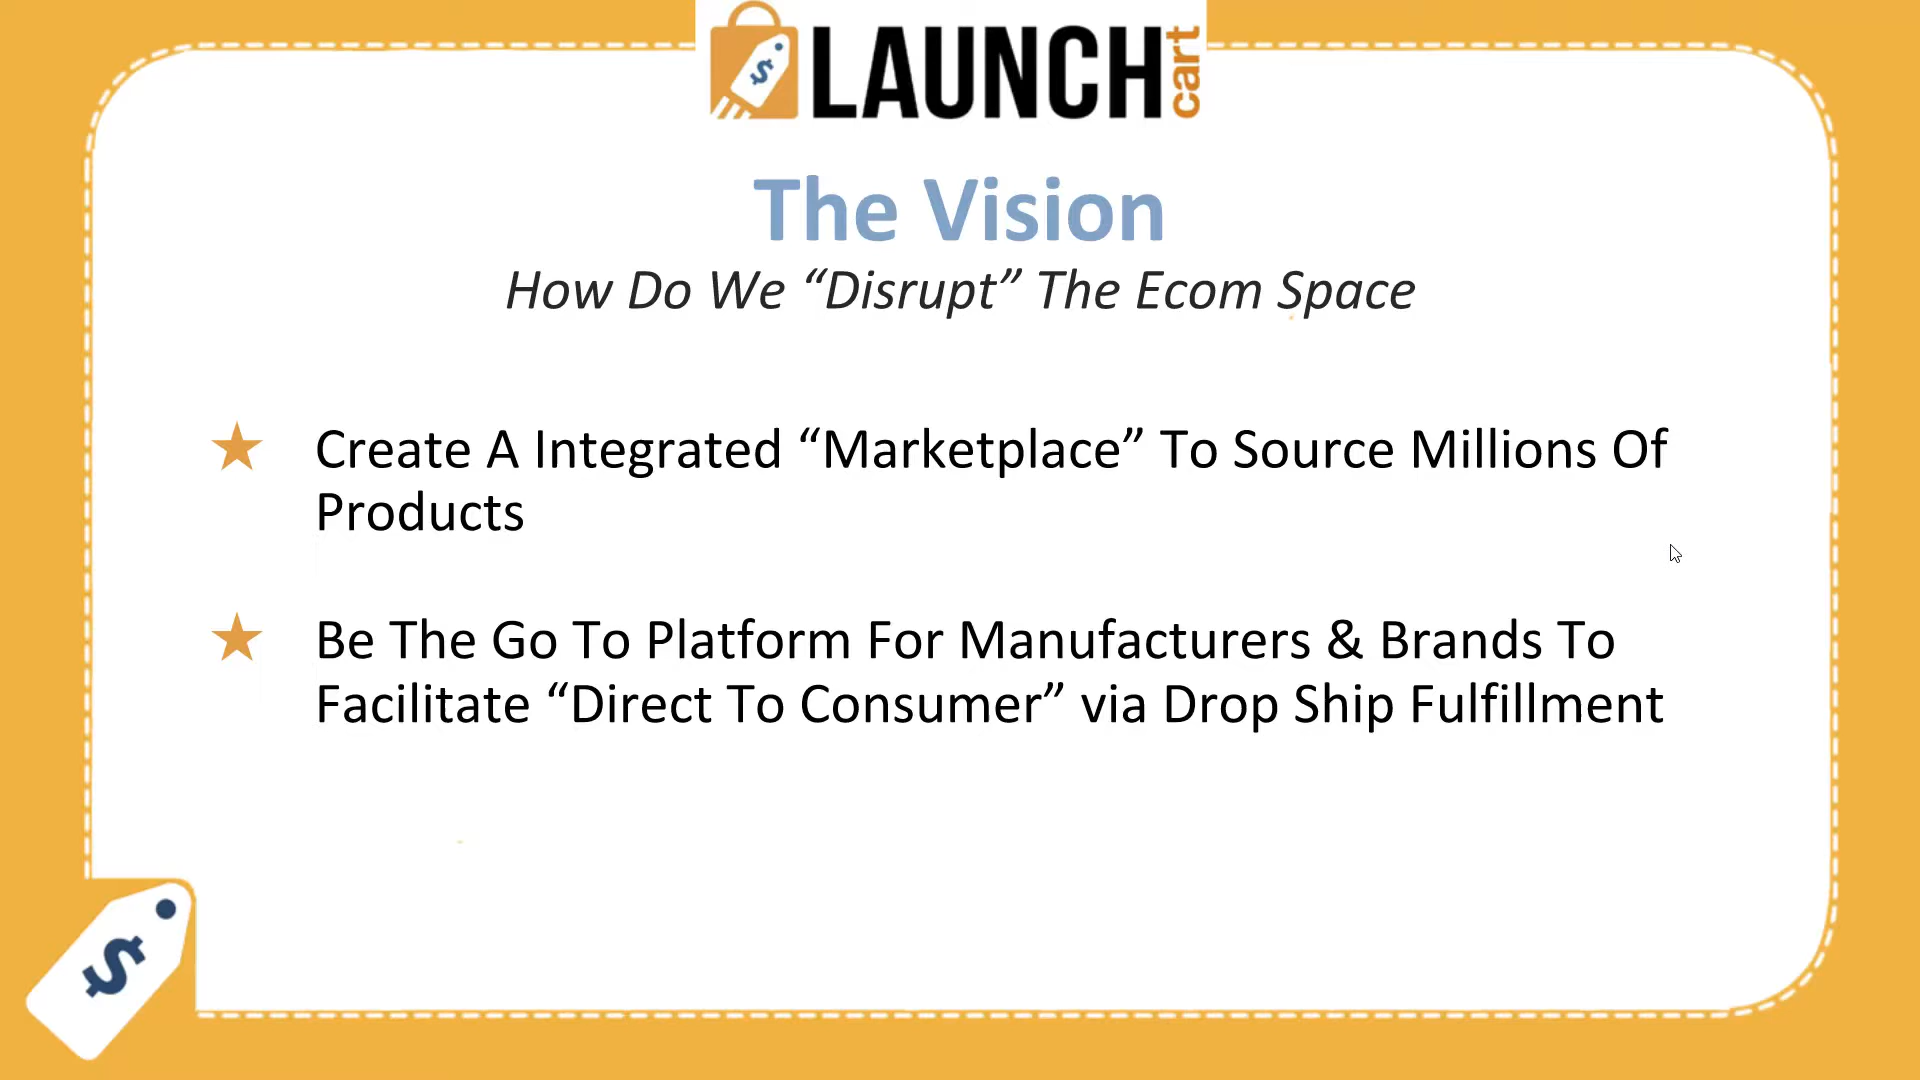 LAUNCH cart
The Vision
How Do We “Disrupt” The Ecom Space
★ Create A Integrated “Marketplace” To Source Millions Of
Products
★ Be The Go To Platform For Manufacturers & Brands To
Facilitate “Direct To Consumer” via Drop Ship Fulfillment
$